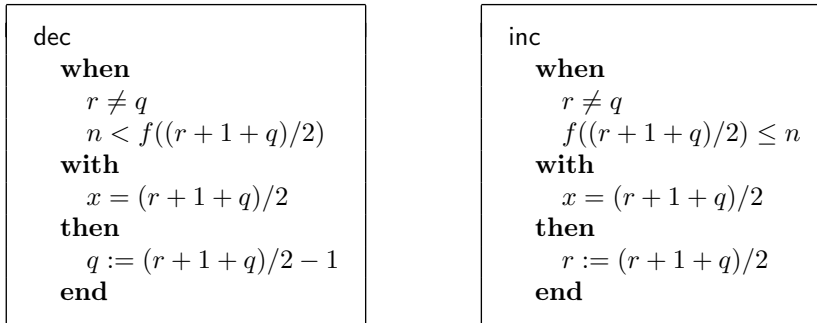 dec
when
r ≠ q
n < f((r + 1 + q)/2)
with
x = (r + 1 + q)/2
then
q := (r + 1 + q)/2 − 1
end
inc
when
r ≠ q
f((r + 1 + q)/2) ≤ n
with
x = (r + 1 + q)/2
then
r := (r + 1 + q)/2
end